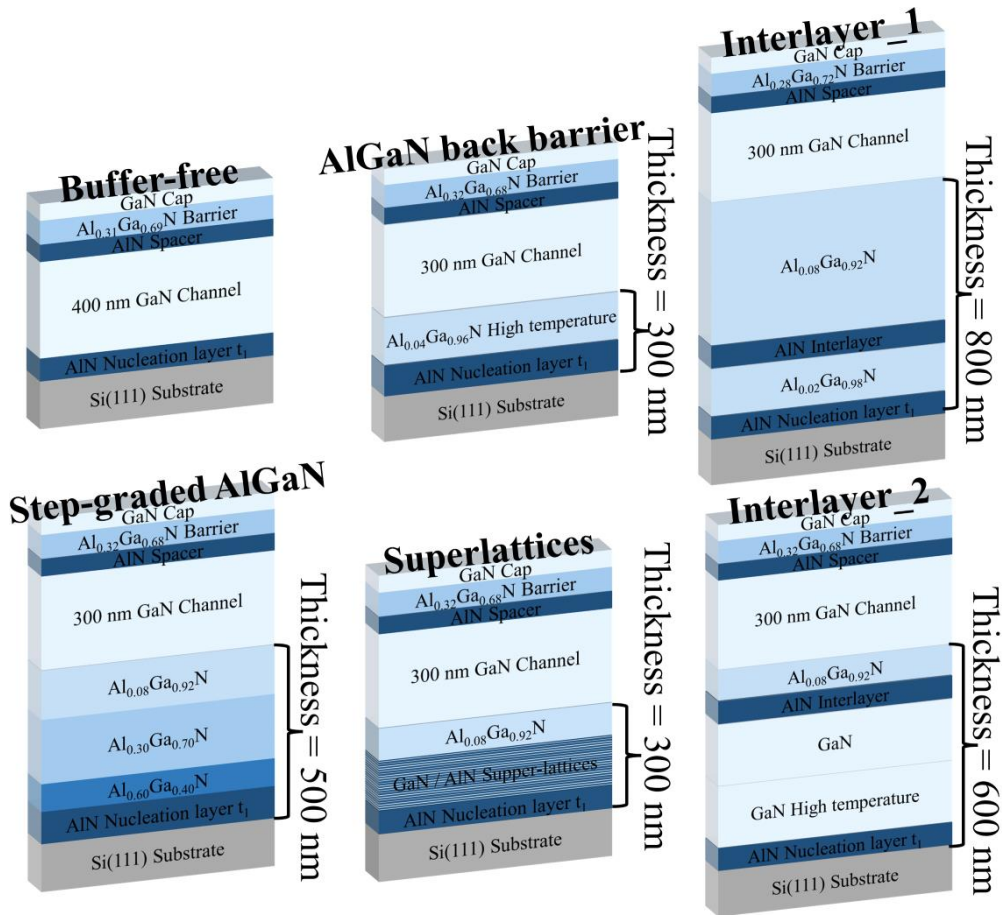 Buffer-free
GaN Cap
Al0.31Ga0.69N Barrier
AlN Spacer
400 nm GaN Channel
AlN Nucleation layer t1
Si(111) Substrate
AlGaN back barrier
GaN Cap
Al0.32Ga0.68N Barrier
AlN Spacer
300 nm GaN Channel
Al0.04Ga0.96N High temperature
AlN Nucleation layer t1
Si(111) Substrate
Thickness = 300 nm
Interlayer_1
GaN Cap
Al0.28Ga0.72N Barrier
AlN Spacer
300 nm GaN Channel
Al0.08Ga0.92N
AlN Interlayer
Al0.02Ga0.98N
AlN Nucleation layer t1
Si(111) Substrate
Thickness = 800 nm
Step-graded AlGaN
GaN Cap
Al0.32Ga0.68N Barrier
AlN Spacer
300 nm GaN Channel
Al0.08Ga0.92N
Al0.30Ga0.70N
Al0.60Ga0.40N
AlN Nucleation layer t1
Si(111) Substrate
Thickness = 500 nm
Superlattices
GaN Cap
Al0.32Ga0.68N Barrier
AlN Spacer
300 nm GaN Channel
Al0.08Ga0.92N
GaN / AlN Supper-lattices
AlN Nucleation layer t1
Si(111) Substrate
Thickness = 300 nm
Interlayer_2
GaN Cap
Al0.32Ga0.68N Barrier
AlN Spacer
300 nm GaN Channel
Al0.08Ga0.92N
AlN Interlayer
GaN
GaN High temperature
AlN Nucleation layer t1
Si(111) Substrate
Thickness = 600 nm